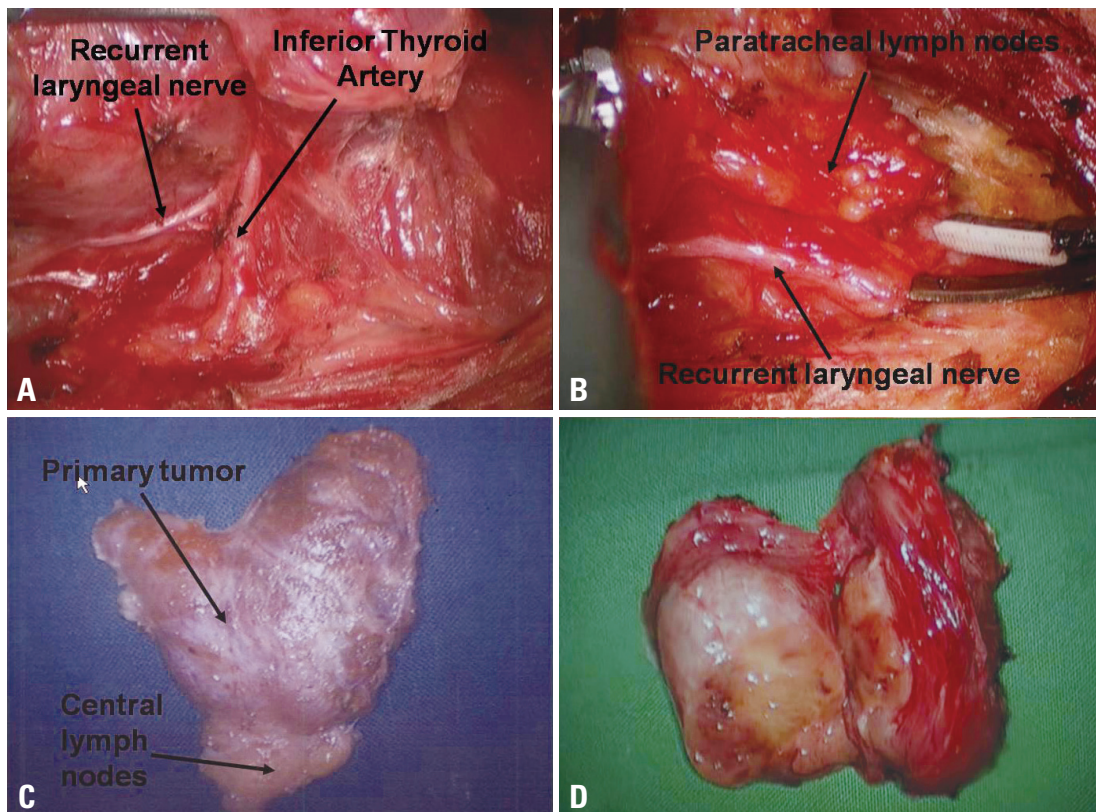 Recurrent
laryngeal nerve
Inferior Thyroid
Artery
A
Paratracheal lymph nodes
Recurrent laryngeal nerve
B
Primary tumor
Central
lymph
nodes
C
D